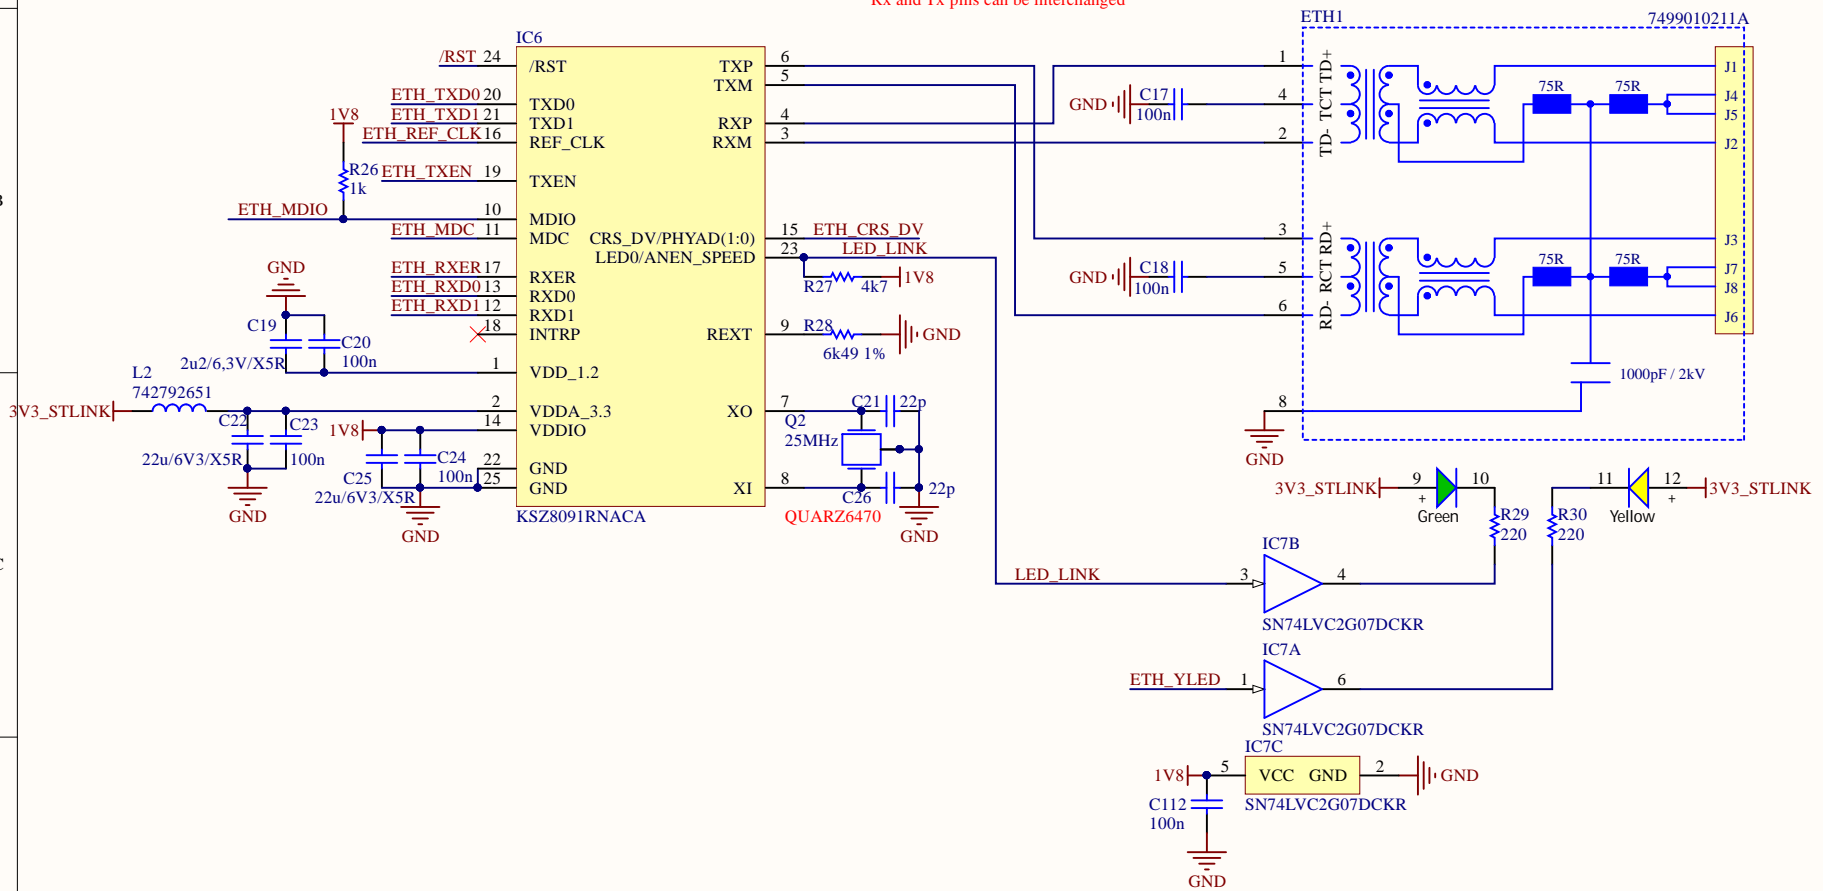 Rx and Tx pins can be interchanged
ETH1
7499010211A
IC6
/RST 24
/RST
TXP
6
TXM
5
ETH_TXD0 20
TXD0
ETH_TXD1 21
TXD1
RXP
4
ETH_REF_CLK 16
REF_CLK
RXM
3
1V8
R26
1k
ETH_TXEN 19
TXEN
ETH_MDIO
10
MDIO
ETH_MDC 11
MDC
CRS_DV/PHYAD(1:0)
15
ETH_CRS_DV
LED0/ANEN_SPEED
23
LED_LINK
ETH_RXER 17
RXER
R27
4k7
1V8
ETH_RXD0 13
RXD0
ETH_RXD1 12
RXD1
18
INTRP
REXT
9
R28
6k49 1%
GND
GND
C19
2u2/6,3V/X5R
C20
100n
1
VDD_1.2
L2
742792651
3V3_STLINK
2
VDDA_3.3
XO
7
C21
22p
C22
22u/6V3/X5R
C23
100n
1V8
14
VDDIO
Q2
25MHz
C25
22u/6V3/X5R
C24
100n
22
GND
25
GND
XI
8
C26
22p
GND
GND
KSZ8091RNACA
QUARZ6470
GND
1
TD+
4
TCT
2
TD-
GND
C17
100n
75R
75R
J1
J4
J5
J2
3
RD+
5
RCT
6
RD-
GND
C18
100n
75R
75R
J3
J7
J8
J6
1000pF / 2kV
8
GND
3V3_STLINK
9
+
Green
10
R29
220
R30
220
11
Yellow
12
+
3V3_STLINK
IC7B
LED_LINK
3
4
SN74LVC2G07DCKR
IC7A
ETH_YLED
1
6
SN74LVC2G07DCKR
IC7C
1V8
5
VCC GND
2
GND
C112
100n
SN74LVC2G07DCKR
GND